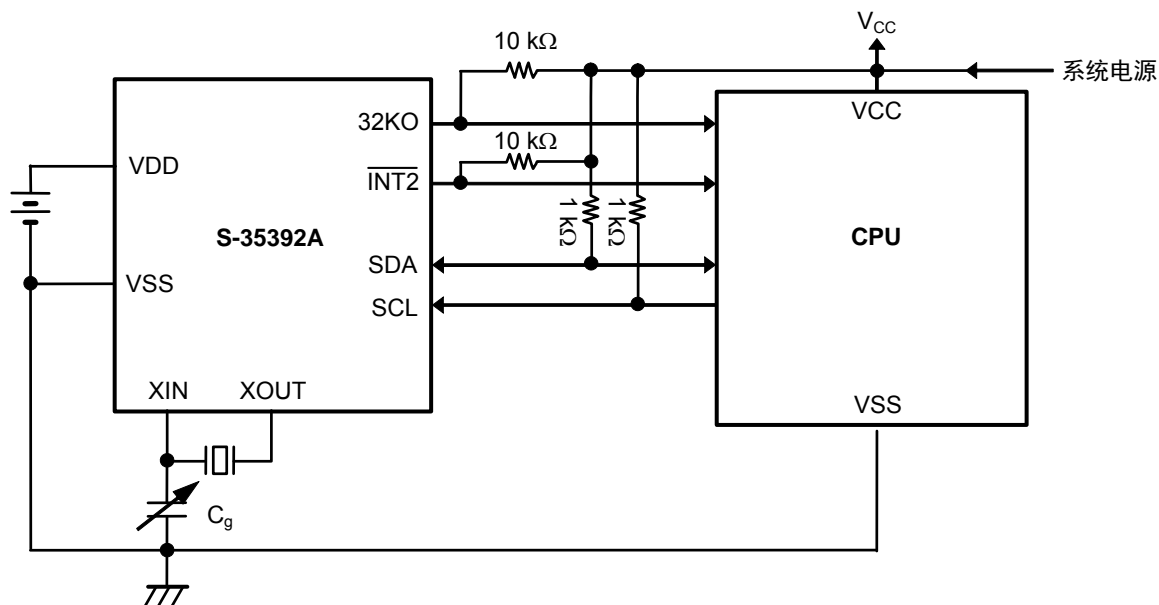 VCC
10 kΩ
系统电源
32KO
VCC
VDD
10 kΩ
INT2
1 kΩ
1 kΩ
S-35392A
CPU
SDA
VSS
SCL
XIN
XOUT
VSS
Cg